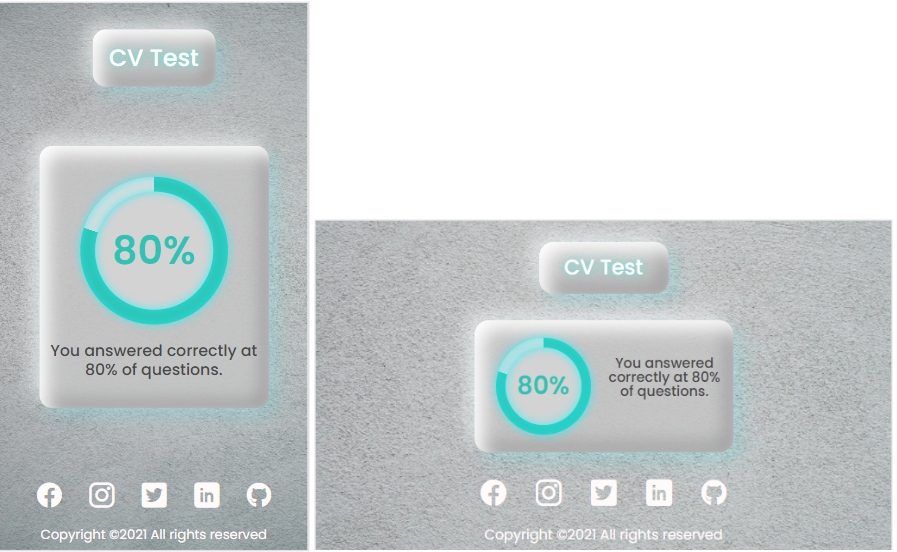 CV Test
80%
You answered correctly at
80% of questions.
Copyright ©2021 All rights reserved
CV Test
80%
You answered
correctly at 80%
of questions.
Copyright ©2021 All rights reserved